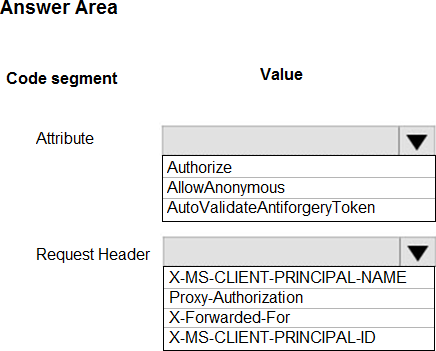 Answer Area
Code segment Value
Attribute
Authorize
AllowAnonymous
AutoValidateAntiforgeryToken
Request Header
X-MS-CLIENT-PRINCIPAL-NAME
Proxy-Authorization
X-Forwarded-For
X-MS-CLIENT-PRINCIPAL-ID